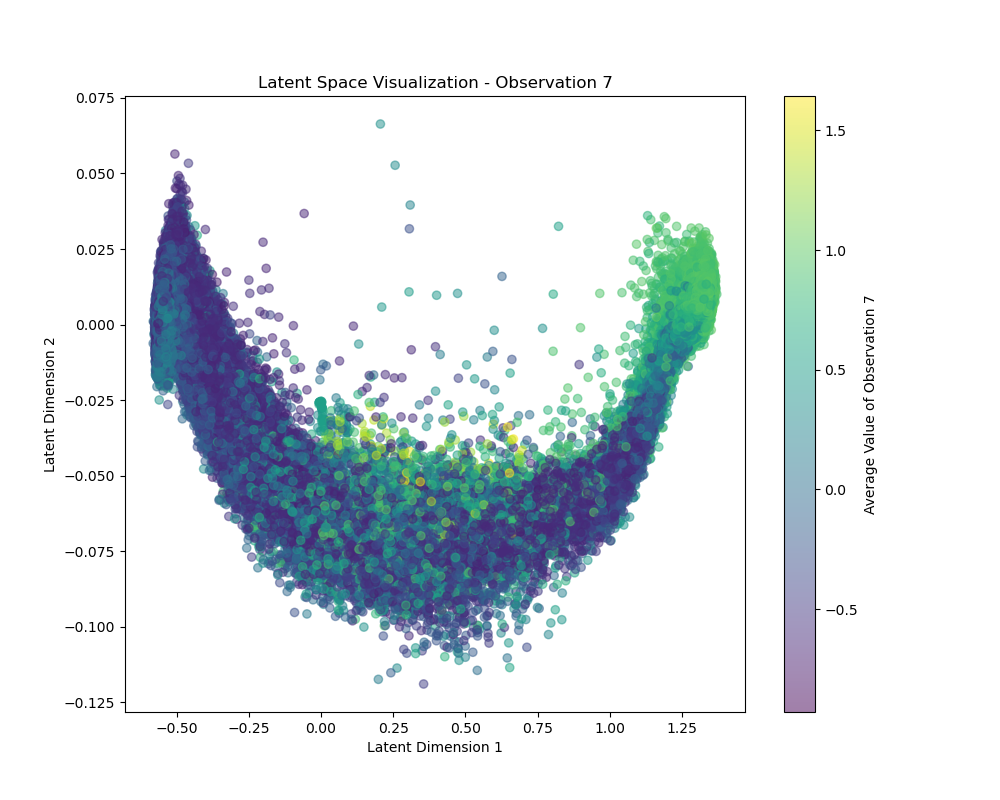 Latent Space Visualization - Observation 7
0.075
0.050
0.025
0.000
−0.025
−0.050
−0.075
−0.100
−0.125
Latent Dimension 2
−0.50 −0.25 0.00 0.25 0.50 0.75 1.00 1.25
Latent Dimension 1
1.5
1.0
0.5
0.0
−0.5
Average Value of Observation 7